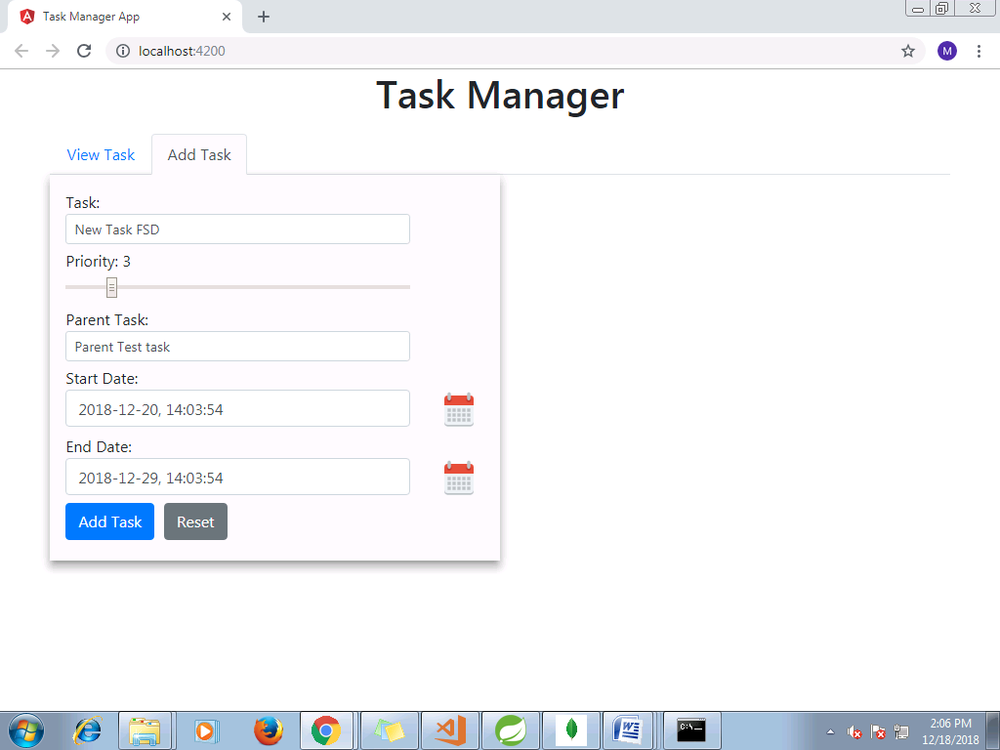 Task Manager App
localhost:4200
M
Task Manager
View Task
Add Task
Task:
New Task FSD
Priority: 3
Parent Task:
Parent Test task
Start Date:
2018-12-20, 14:03:54
End Date:
2018-12-29, 14:03:54
Add Task
Reset
C:\_
2:06 PM
12/18/2018